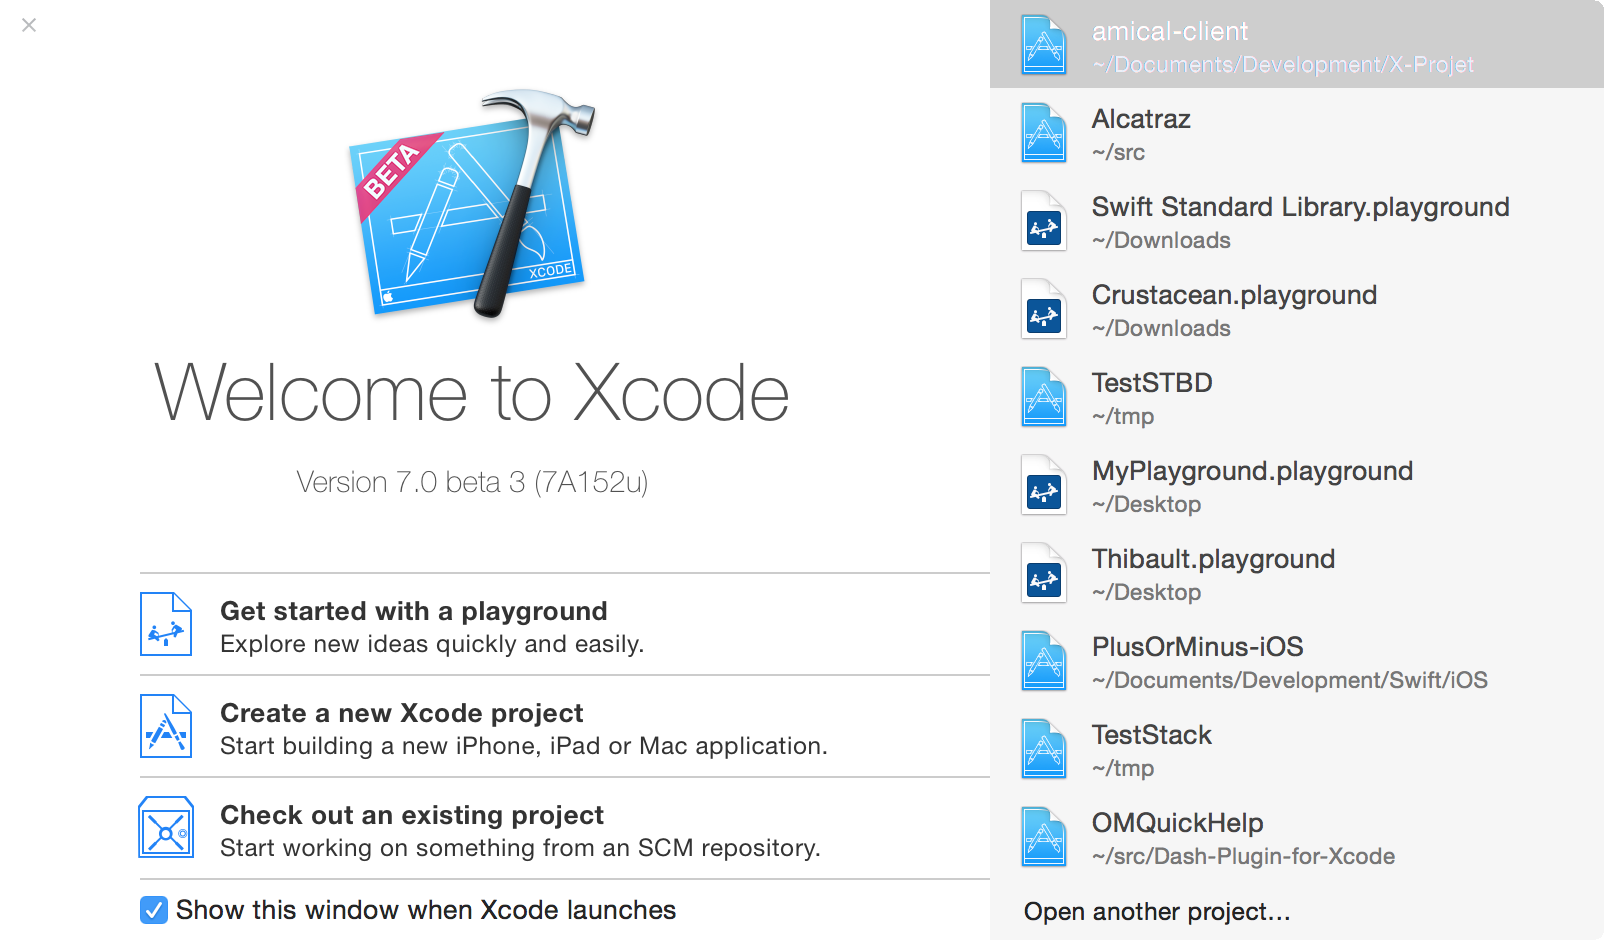 BETA
XCODE
Welcome to Xcode
Version 7.0 beta 3 (7A152u)
Get started with a playground
Explore new ideas quickly and easily.
Create a new Xcode project
Start building a new iPhone, iPad or Mac application.
Check out an existing project
Start working on something from an SCM repository.
Show this window when Xcode launches
amical-client
~/Documents/Development/X-Projet
Alcatraz
~/src
Swift Standard Library.playground
~/Downloads
Crustacean.playground
~/Downloads
TestSTBD
~/tmp
MyPlayground.playground
~/Desktop
Thibault.playground
~/Desktop
PlusOrMinus-iOS
~/Documents/Development/Swift/iOS
TestStack
~/tmp
OMQuickHelp
~/src/Dash-Plugin-for-Xcode
Open another project...